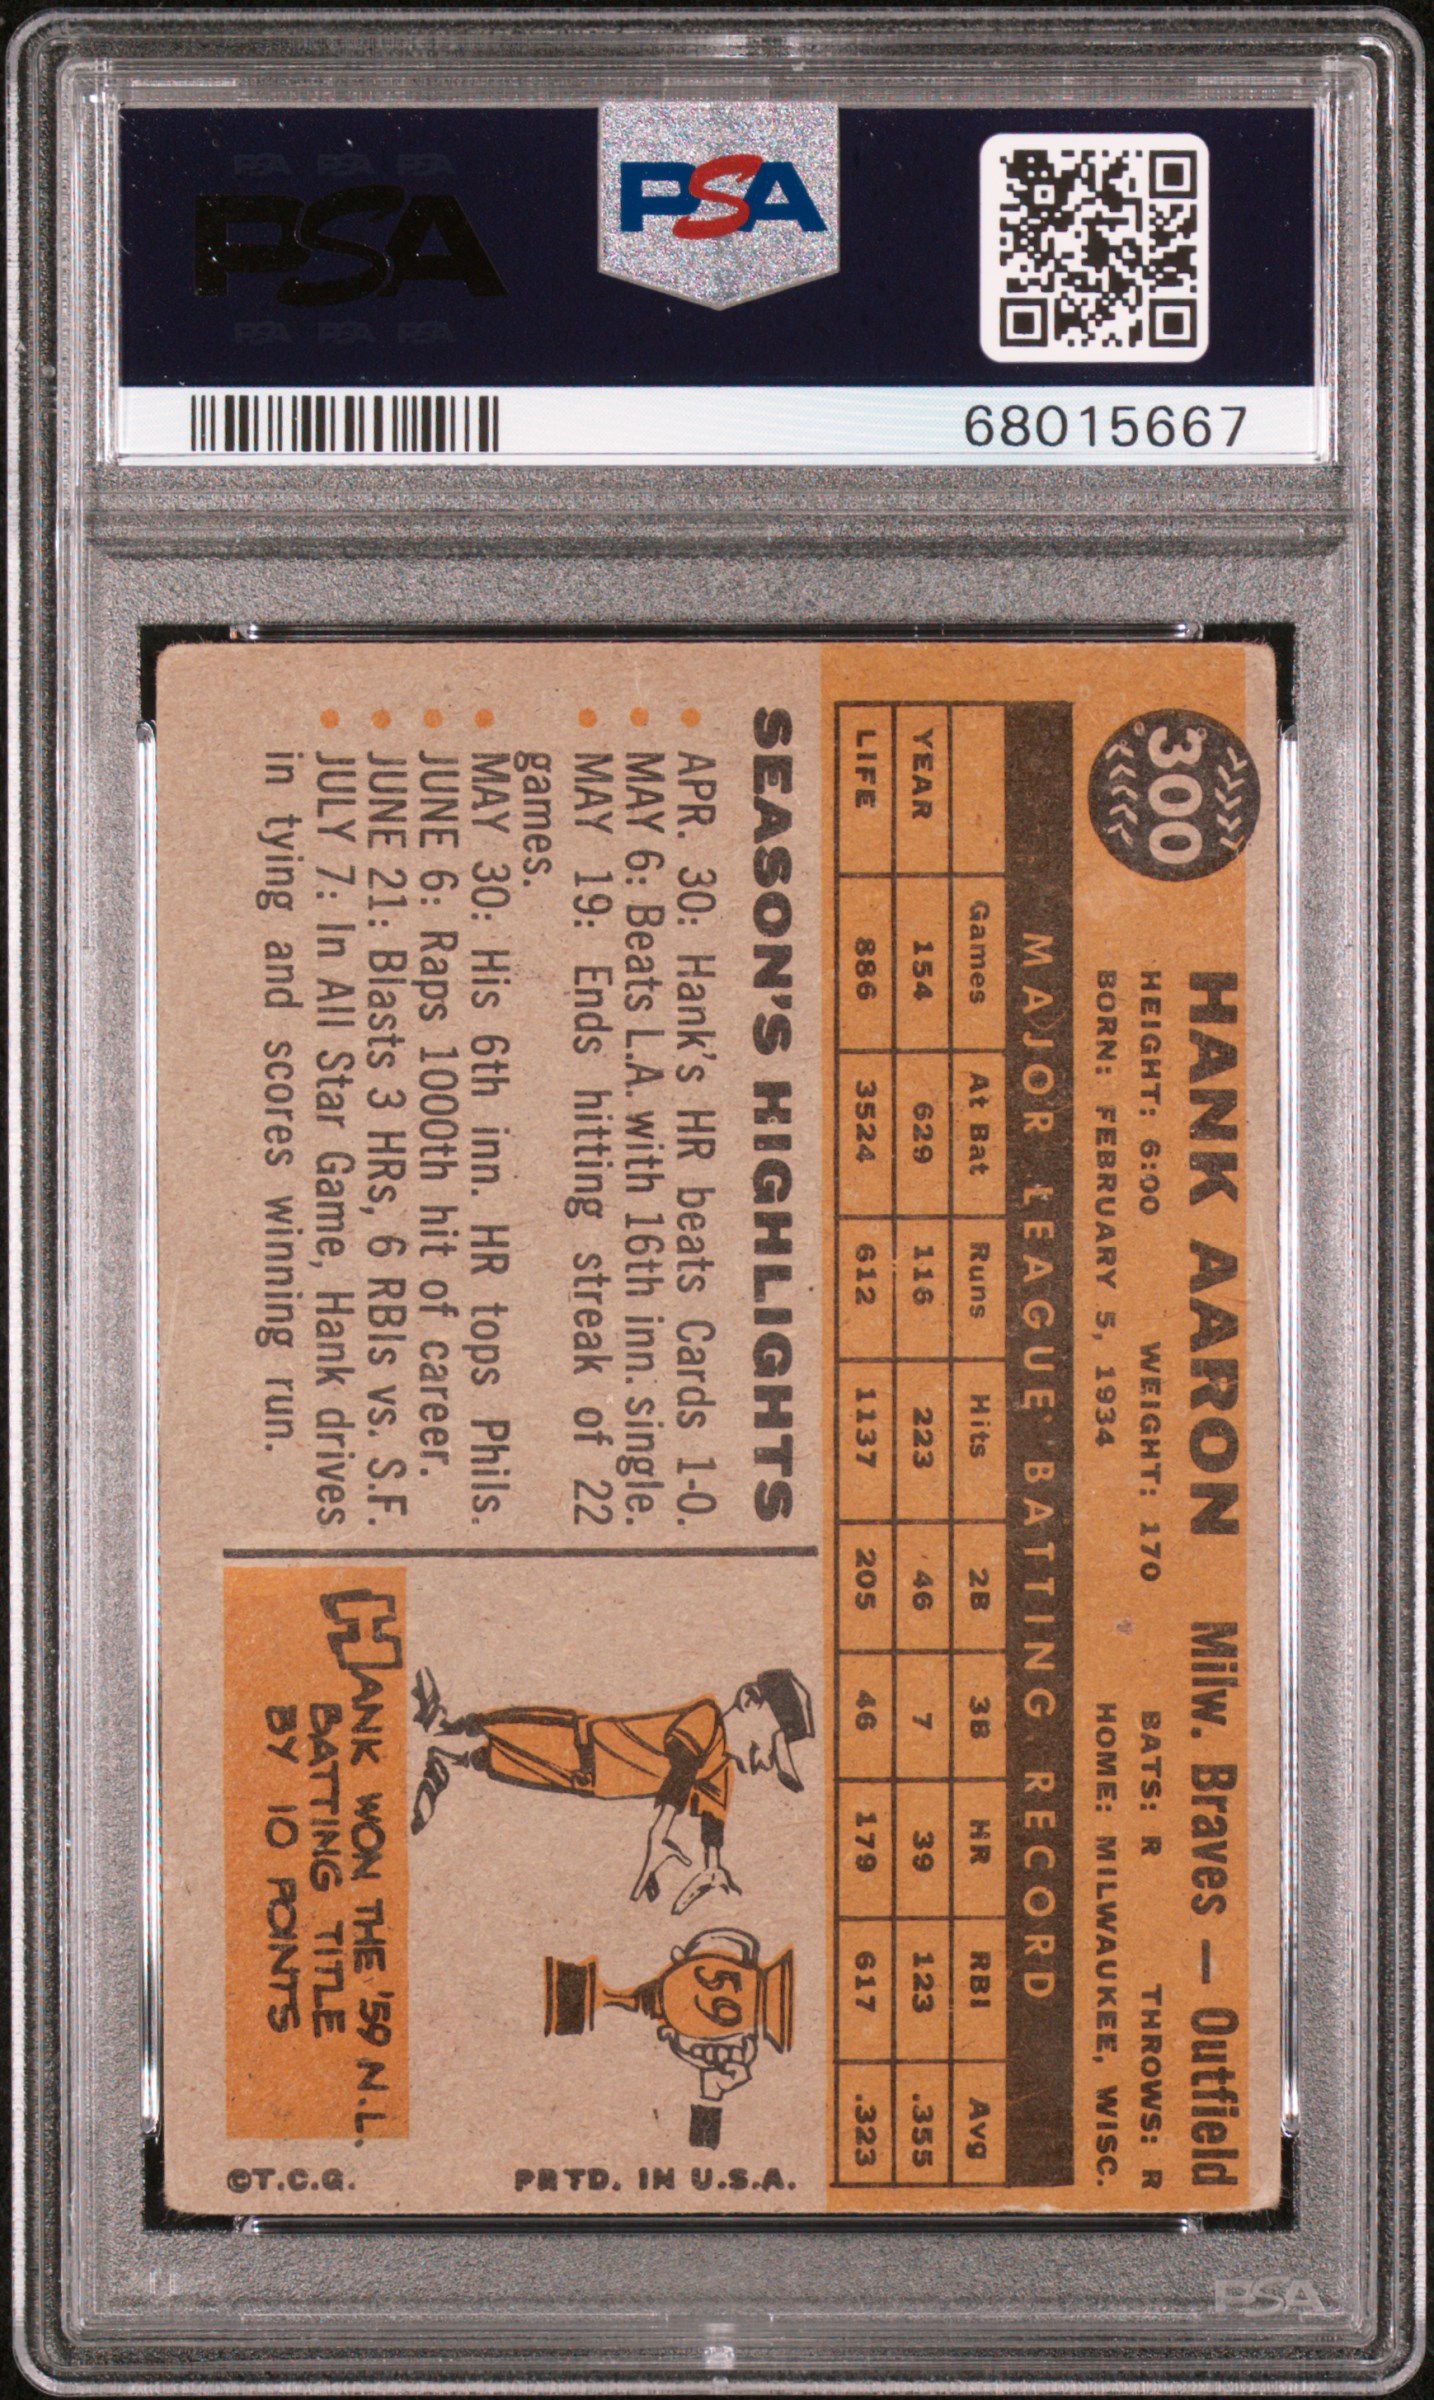 PSA PSA PSA
PSA
PSA PSA PSA
PSA
68015667
300
HANK AARON Milw. Braves — Outfield
HEIGHT: 6:00 WEIGHT: 170 BATS: R THROWS: R
BORN: FEBRUARY 5, 1934 HOME: MILWAUKEE, WISC.
MAJOR LEAGUE BATTING RECORD
Games At Bat Runs Hits 2B 3B HR RBI Avg
YEAR 154 629 116 223 46 7 39 123 .355
LIFE 886 3524 612 1137 205 46 179 617 .323
SEASON'S HIGHLIGHTS
• APR. 30: Hank's HR beats Cards 1-0.
• MAY 6: Beats L.A. with 16th inn. single.
• MAY 19: Ends hitting streak of 22
games.
• MAY 30: His 6th inn. HR tops Phils.
• JUNE 6: Raps 1000th hit of career.
• JUNE 21: Blasts 3 HRs, 6 RBIs vs. S.F.
• JULY 7: In All Star Game, Hank drives
in tying and scores winning run.
59
HANK WON THE '59 N.L.
BATTING TITLE
BY 10 POINTS
©T.C.G. PRTD. IN U.S.A.
PSA